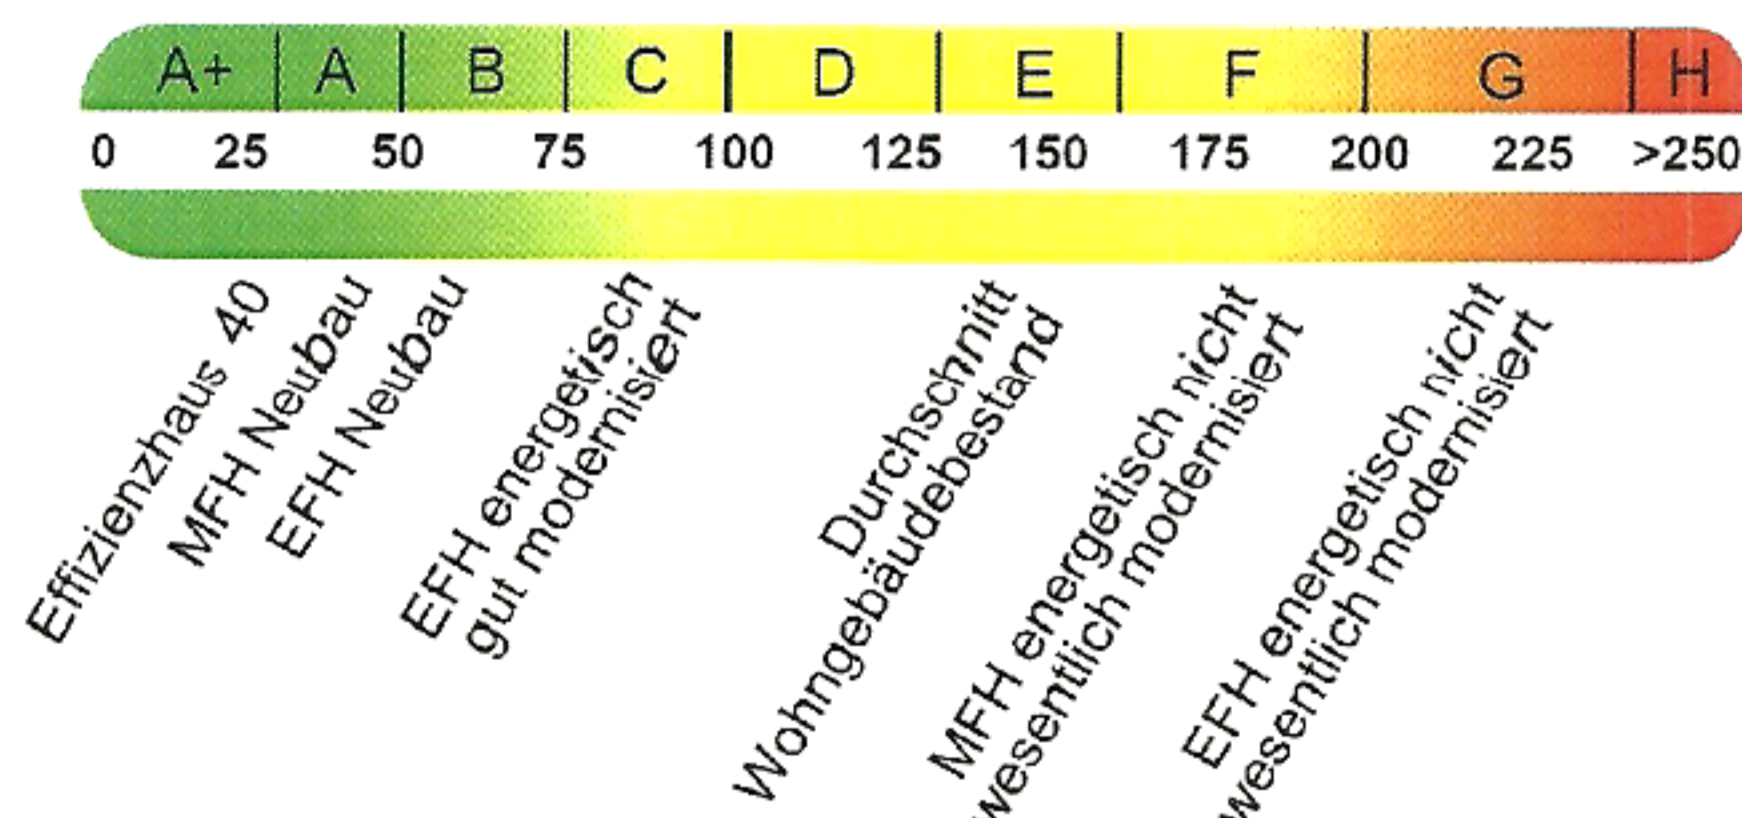 A+ A B C D E F G H
0 25 50 75 100 125 150 175 200 225 >250
Effizienzhaus 40
MFH Neubau
EFH Neubau
EFH energetisch
gut modernisiert
Durchschnitt
Wohngebäudebestand
MFH energetisch nicht
wesentlich modernisiert
EFH energetisch nicht
wesentlich modernisiert